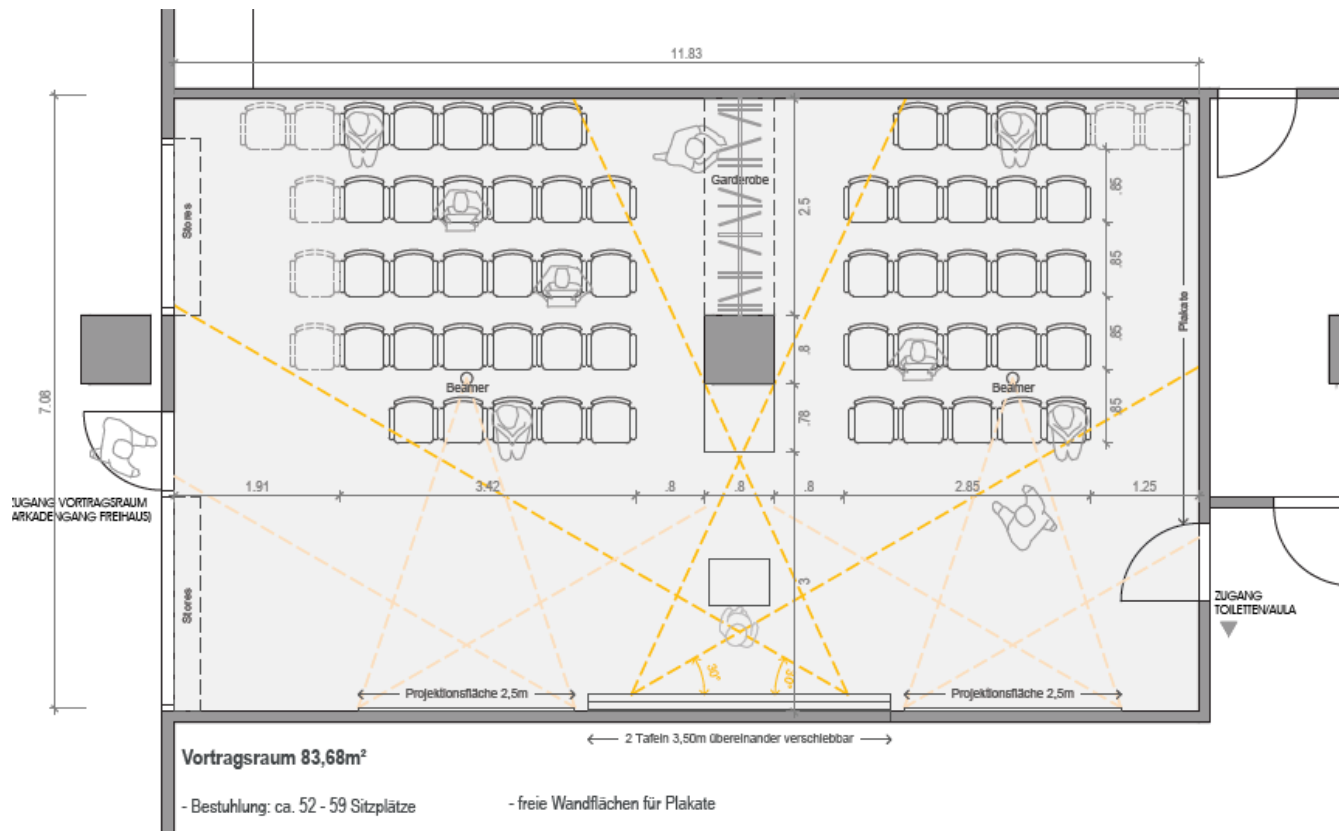 11.83
Garderobe
Stores
2.5
.85
.85
Plakate
.8
.85
7.08
Beamer
Beamer
.78
.85
ZUGANG VORTRAGSRAUM
ARKADENGANG FREIHAUS)
1.91
3.42
.8
.8
.8
2.85
1.25
Stores
3
ZUGANG
TOILETTEN/AULA
30°
30°
Projektionsfläche 2,5m
Projektionsfläche 2,5m
2 Tafeln 3,50m übereinander verschiebbar
Vortragsraum 83,68m²
- Bestuhlung: ca. 52 - 59 Sitzplätze
- freie Wandflächen für Plakate